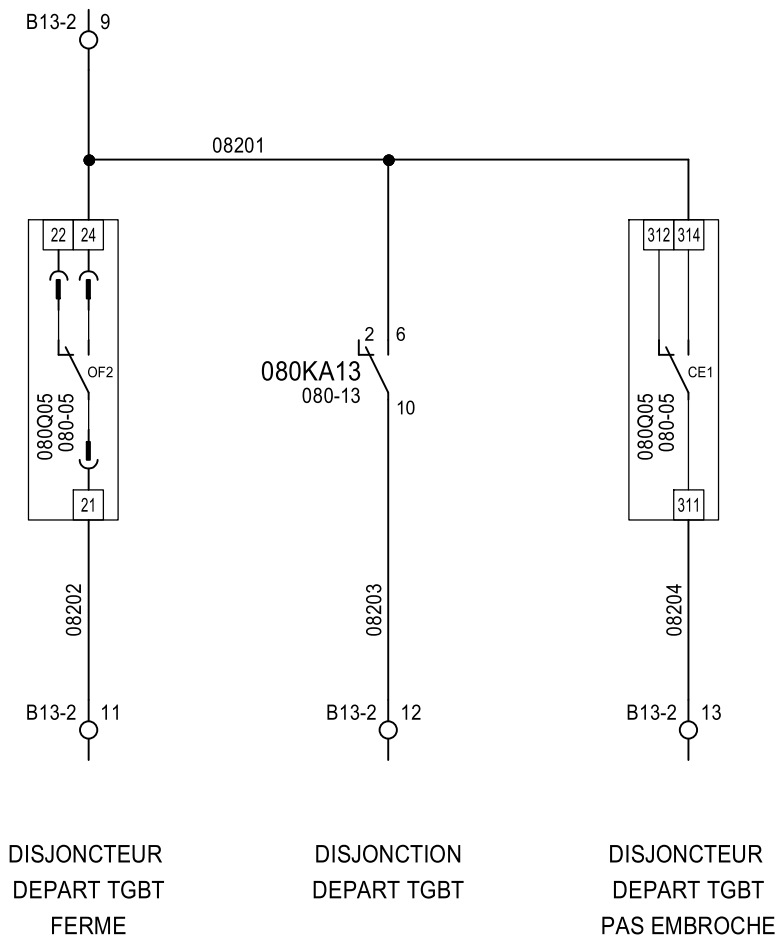 B13-2 9
08201
22 24
OF2
080Q05
080-05
21
08202
B13-2 11
2 6
080KA13
080-13
10
08203
B13-2 12
312 314
CE1
080Q05
080-05
311
08204
B13-2 13
DISJONCTEUR
DEPART TGBT
FERME
DISJONCTION
DEPART TGBT
DISJONCTEUR
DEPART TGBT
PAS EMBROCHE